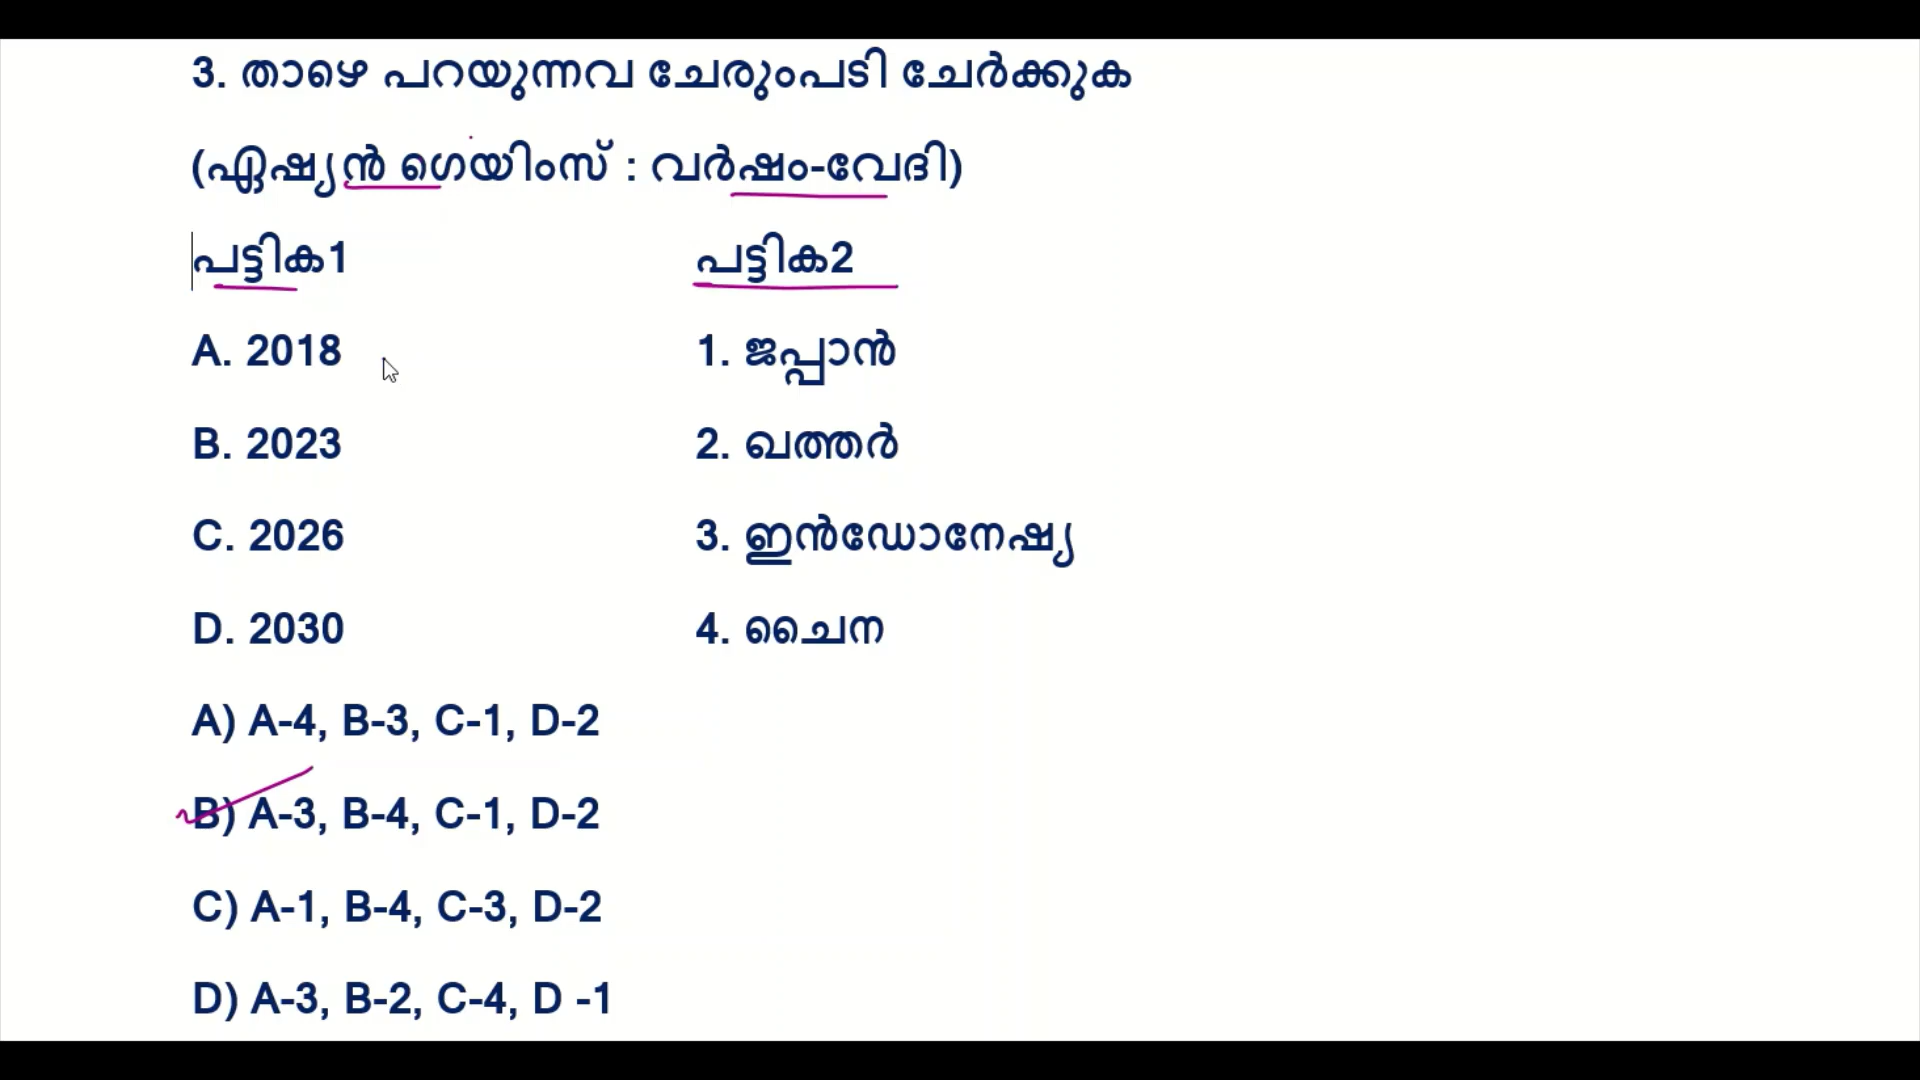 3. താഴെ പറയുന്നവ ചേരുംപടി ചേർക്കുക
(ഏഷ്യൻ ഗെയിംസ് : വർഷം-വേദി)
പട്ടിക1 പട്ടിക2
A. 2018 1. ജപ്പാൻ
B. 2023 2. ഖത്തർ
C. 2026 3. ഇൻഡോനേഷ്യ
D. 2030 4. ചൈന
A) A-4, B-3, C-1, D-2
B) A-3, B-4, C-1, D-2
C) A-1, B-4, C-3, D-2
D) A-3, B-2, C-4, D -1